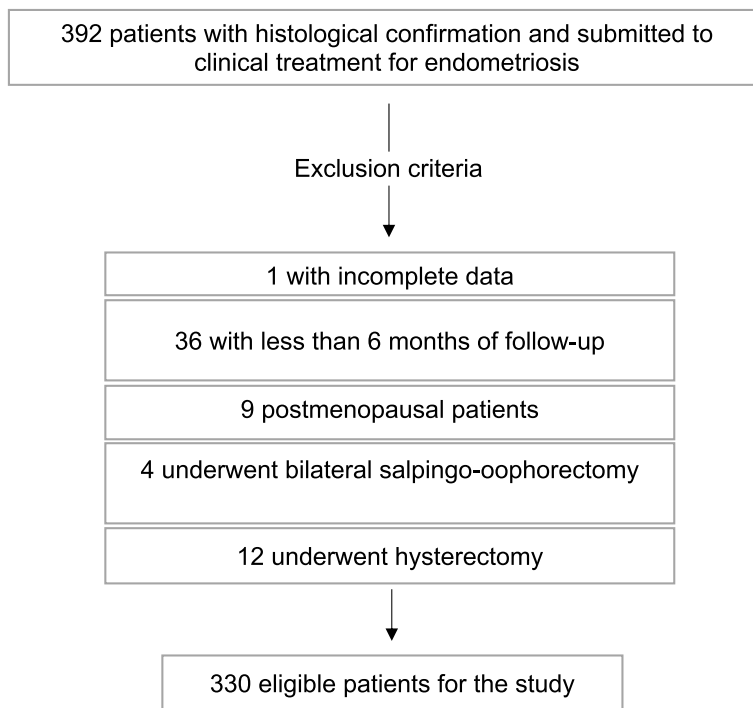 392 patients with histological confirmation and submitted to
clinical treatment for endometriosis
Exclusion criteria
1 with incomplete data
36 with less than 6 months of follow-up
9 postmenopausal patients
4 underwent bilateral salpingo-oophorectomy
12 underwent hysterectomy
330 eligible patients for the study